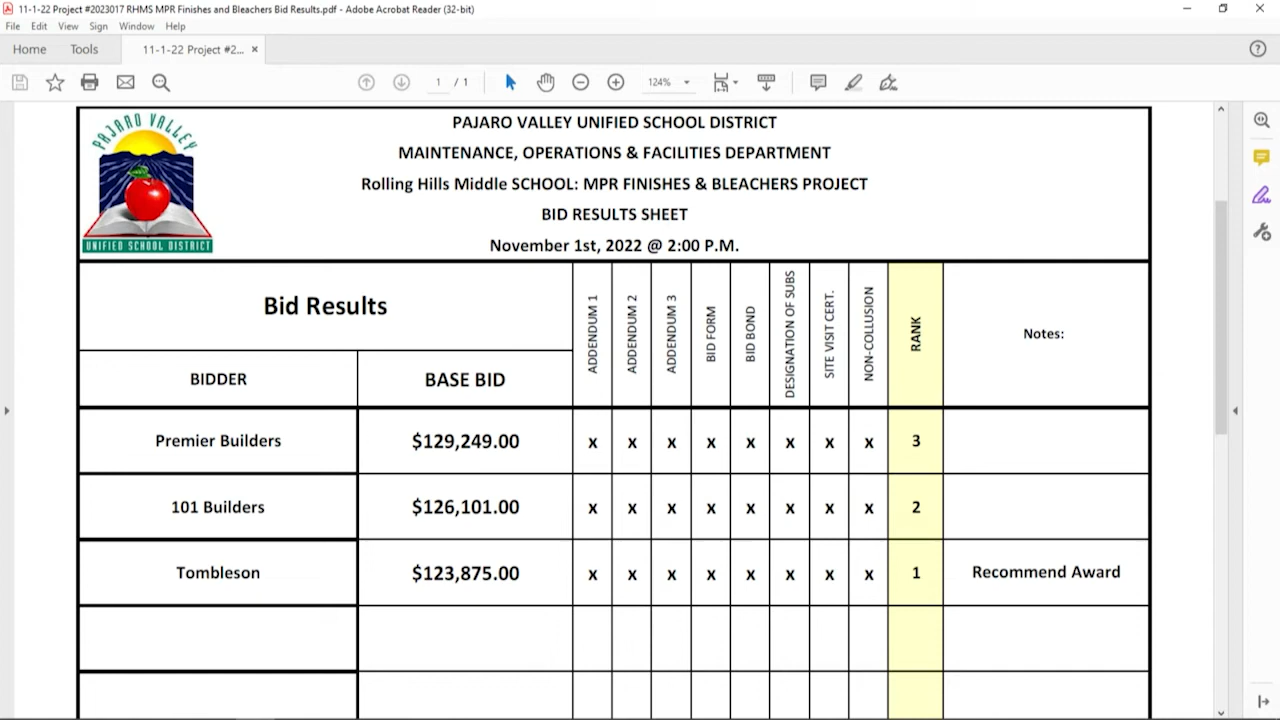 11-1-22 Project #2023017 RHMS MPR Finishes and Bleachers Bid Results.pdf - Adobe Acrobat Reader (32-bit)
File Edit View Sign Window Help
Home Tools 11-1-22 Project #2... ×
1 / 1 124%
PAJARO VALLEY
UNIFIED SCHOOL DISTRICT
PAJARO VALLEY UNIFIED SCHOOL DISTRICT
MAINTENANCE, OPERATIONS & FACILITIES DEPARTMENT
Rolling Hills Middle SCHOOL: MPR FINISHES & BLEACHERS PROJECT
BID RESULTS SHEET
November 1st, 2022 @ 2:00 P.M.
Bid Results
BIDDER BASE BID
ADDENDUM 1
ADDENDUM 2
ADDENDUM 3
BID FORM
BID BOND
DESIGNATION OF SUBS
SITE VISIT CERT.
NON-COLLUSION
RANK
Notes:
Premier Builders $129,249.00 x x x x x x x x 3
101 Builders $126,101.00 x x x x x x x x 2
Tombleson $123,875.00 x x x x x x x x 1 Recommend Award